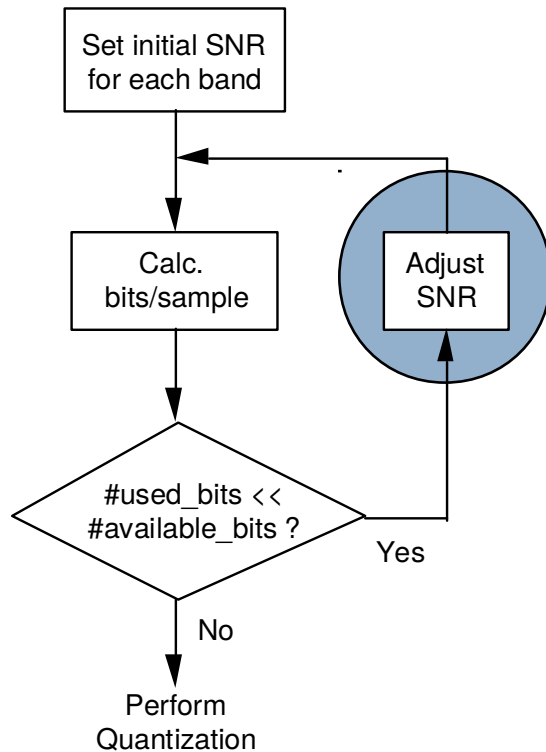 Set initial SNR
for each band
Calc.
bits/sample
Adjust
SNR
#used_bits <<
#available_bits ?
Yes
No
Perform
Quantization